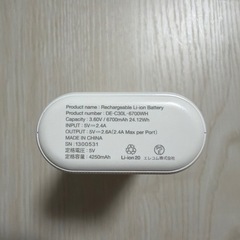 Product name : Rechargeable Li-ion Battery
Product number : DE-C30L-6700WH
Capacity : 3.60V / 6700mAh 24.12Wh
INPUT : 5V⎓2.4A
OUTPUT : 5V⎓3.6A (2.4A Max per Port)
MADE IN CHINA
SN : 1300531
定格電圧 : 5V
定格容量 : 4250mAh
Li-ion20
エレコム株式会社